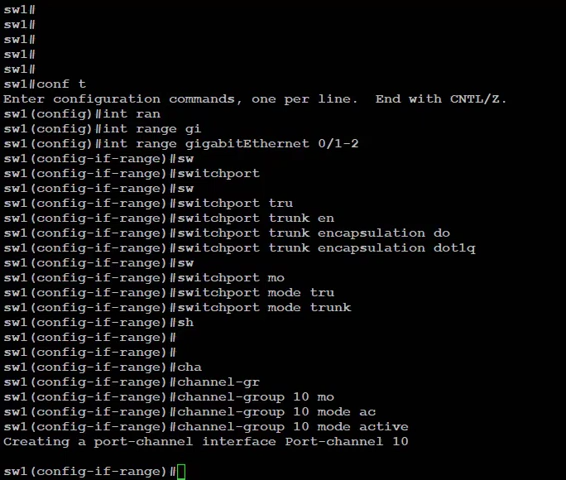 sw1#
sw1#
sw1#
sw1#
sw1#
sw1#conf t
Enter configuration commands, one per line.  End with CNTL/Z.
sw1(config)#int ran
sw1(config)#int range gi
sw1(config)#int range gigabitEthernet 0/1-2
sw1(config-if-range)#sw
sw1(config-if-range)#switchport
sw1(config-if-range)#sw
sw1(config-if-range)#switchport tru
sw1(config-if-range)#switchport trunk en
sw1(config-if-range)#switchport trunk encapsulation do
sw1(config-if-range)#switchport trunk encapsulation dot1q
sw1(config-if-range)#sw
sw1(config-if-range)#switchport mo
sw1(config-if-range)#switchport mode tru
sw1(config-if-range)#switchport mode trunk
sw1(config-if-range)#sh
sw1(config-if-range)#
sw1(config-if-range)#
sw1(config-if-range)#cha
sw1(config-if-range)#channel-gr
sw1(config-if-range)#channel-group 10 mo
sw1(config-if-range)#channel-group 10 mode ac
sw1(config-if-range)#channel-group 10 mode active
Creating a port-channel interface Port-channel 10
sw1(config-if-range)#